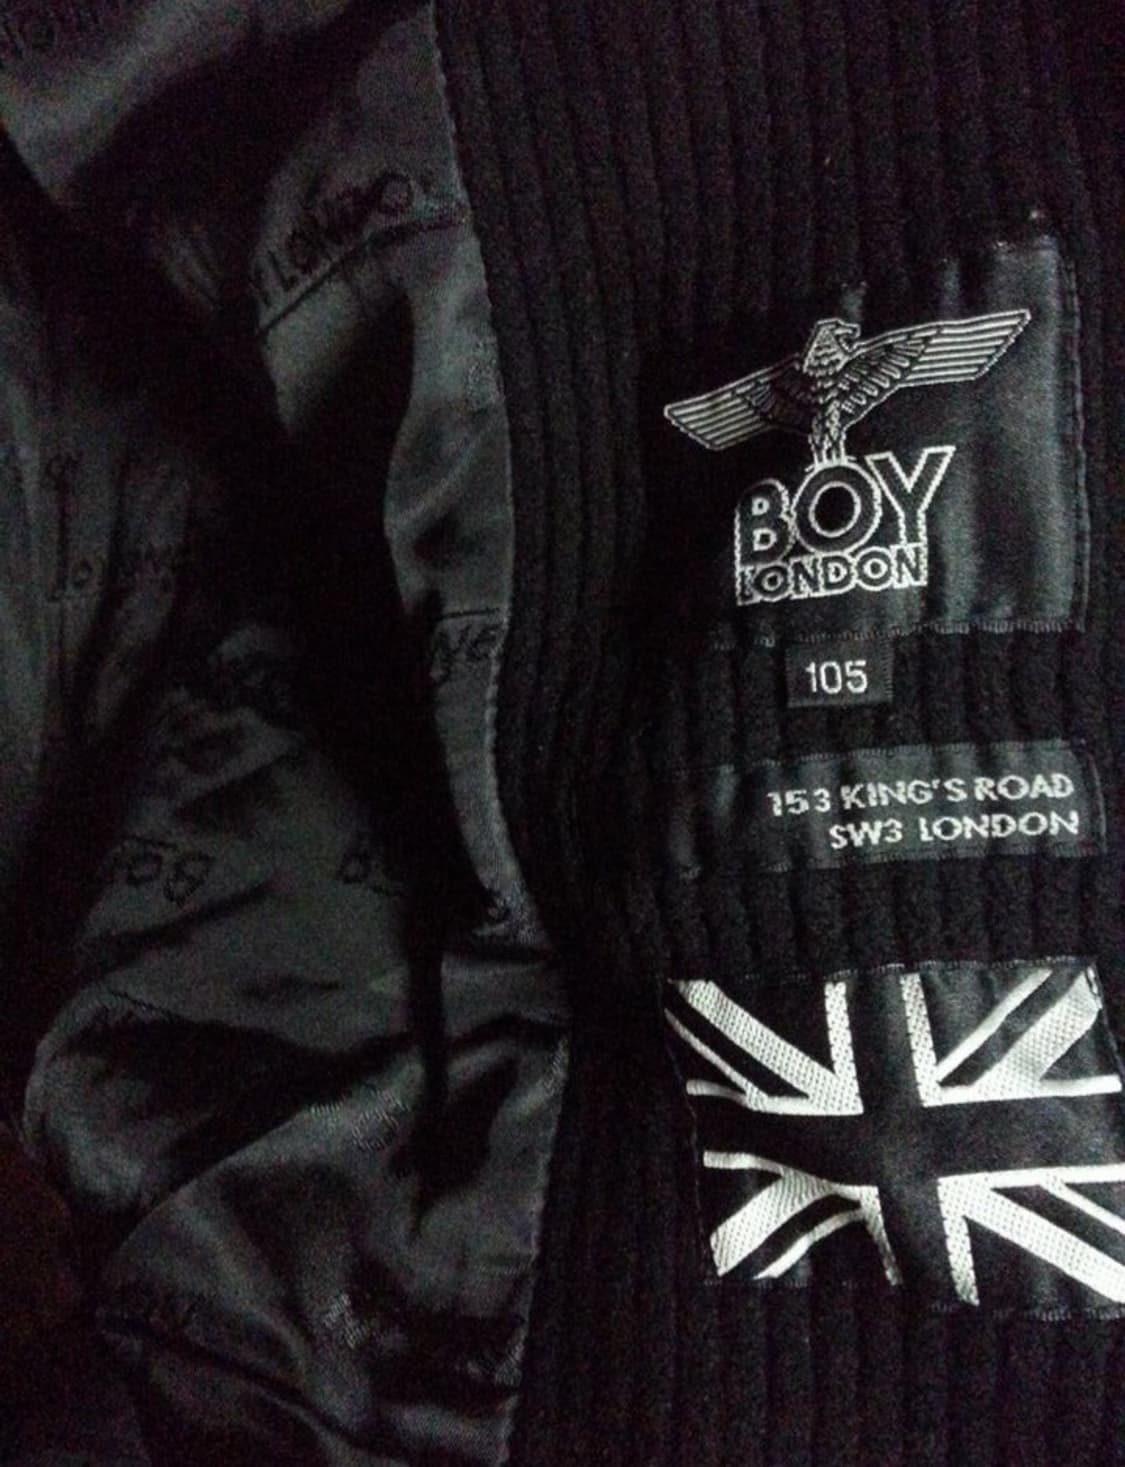 BOY
LONDON
105
153 KING'S ROAD
SW3 LONDON